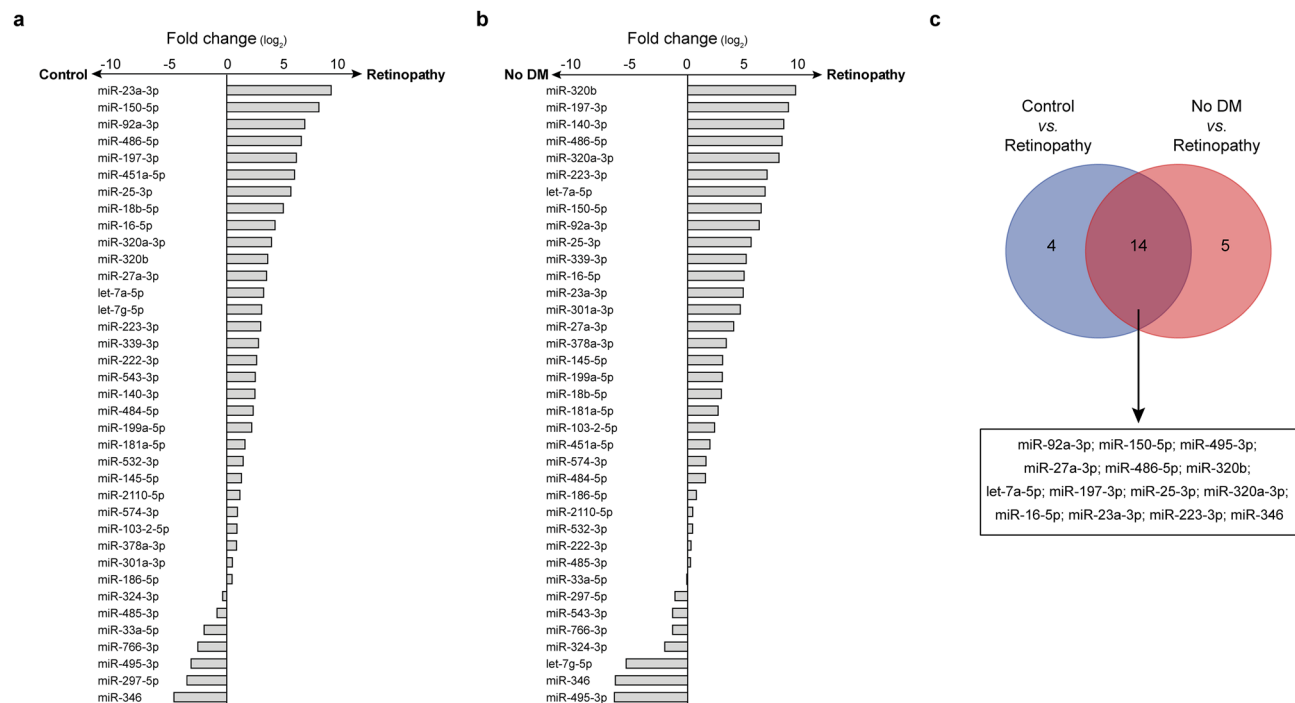 a
Fold change (log2)
-10 -5 0 5 10
Control Retinopathy
miR-23a-3p
miR-150-5p
miR-92a-3p
miR-486-5p
miR-197-3p
miR-451a-5p
miR-25-3p
miR-18b-5p
miR-16-5p
miR-320a-3p
miR-320b
miR-27a-3p
let-7a-5p
let-7g-5p
miR-223-3p
miR-339-3p
miR-222-3p
miR-543-3p
miR-140-3p
miR-484-5p
miR-199a-5p
miR-181a-5p
miR-532-3p
miR-145-5p
miR-2110-5p
miR-574-3p
miR-103-2-5p
miR-378a-3p
miR-301a-3p
miR-186-5p
miR-324-3p
miR-485-3p
miR-33a-5p
miR-766-3p
miR-495-3p
miR-297-5p
miR-346
b
Fold change (log2)
-10 -5 0 5 10
No DM Retinopathy
miR-320b
miR-197-3p
miR-140-3p
miR-486-5p
miR-320a-3p
miR-223-3p
let-7a-5p
miR-150-5p
miR-92a-3p
miR-25-3p
miR-339-3p
miR-16-5p
miR-23a-3p
miR-301a-3p
miR-27a-3p
miR-378a-3p
miR-145-5p
miR-199a-5p
miR-18b-5p
miR-181a-5p
miR-103-2-5p
miR-451a-5p
miR-574-3p
miR-484-5p
miR-186-5p
miR-2110-5p
miR-532-3p
miR-222-3p
miR-485-3p
miR-33a-5p
miR-297-5p
miR-543-3p
miR-766-3p
miR-324-3p
let-7g-5p
miR-346
miR-495-3p
c
Control
vs.
Retinopathy
No DM
vs.
Retinopathy
4 14 5
miR-92a-3p; miR-150-5p; miR-495-3p;
miR-27a-3p; miR-486-5p; miR-320b;
let-7a-5p; miR-197-3p; miR-25-3p; miR-320a-3p;
miR-16-5p; miR-23a-3p; miR-223-3p; miR-346